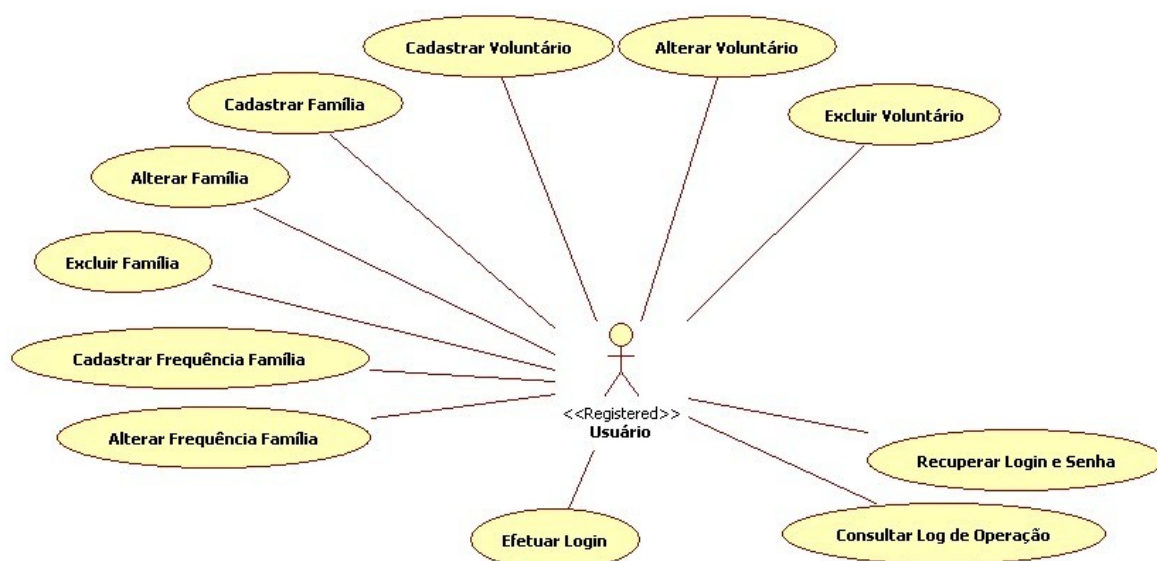 Cadastrar Voluntário
Alterar Voluntário
Cadastrar Família
Excluir Voluntário
Alterar Família
Excluir Família
Cadastrar Frequência Família
Alterar Frequência Família
<<Registered>>
Usuário
Recuperar Login e Senha
Efetuar Login
Consultar Log de Operação